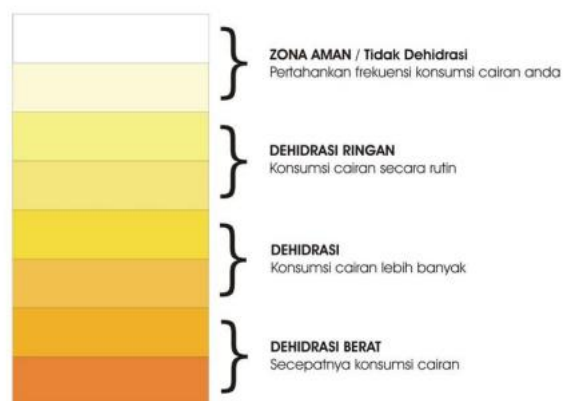 ZONA AMAN / Tidak Dehidrasi
Pertahankan frekuensi konsumsi cairan anda
DEHIDRASI RINGAN
Konsumsi cairan secara rutin
DEHIDRASI
Konsumsi cairan lebih banyak
DEHIDRASI BERAT
Secepatnya konsumsi cairan